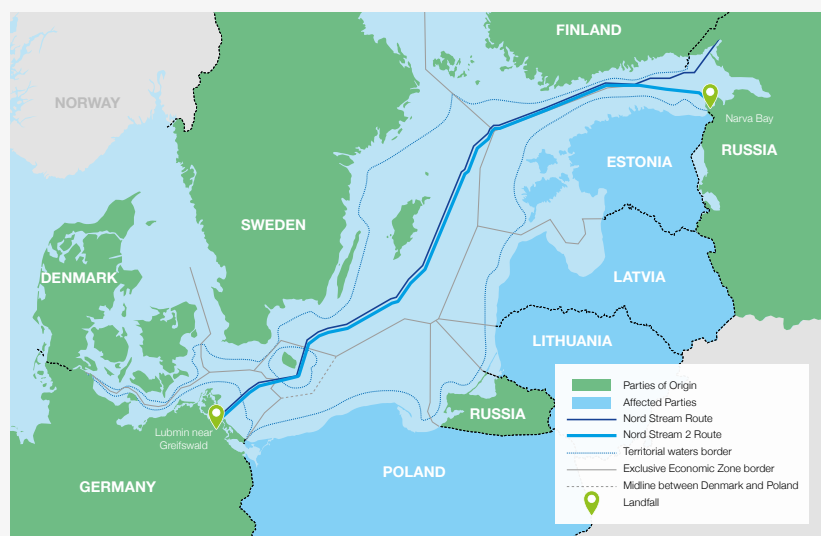 FINLAND
NORWAY
Narva Bay
RUSSIA
ESTONIA
SWEDEN
DENMARK
LATVIA
LITHUANIA
RUSSIA
Lubmin near
Greifswald
POLAND
GERMANY
Parties of Origin
Affected Parties
Nord Stream Route
Nord Stream 2 Route
Territorial waters border
Exclusive Economic Zone border
Midline between Denmark and Poland
Landfall